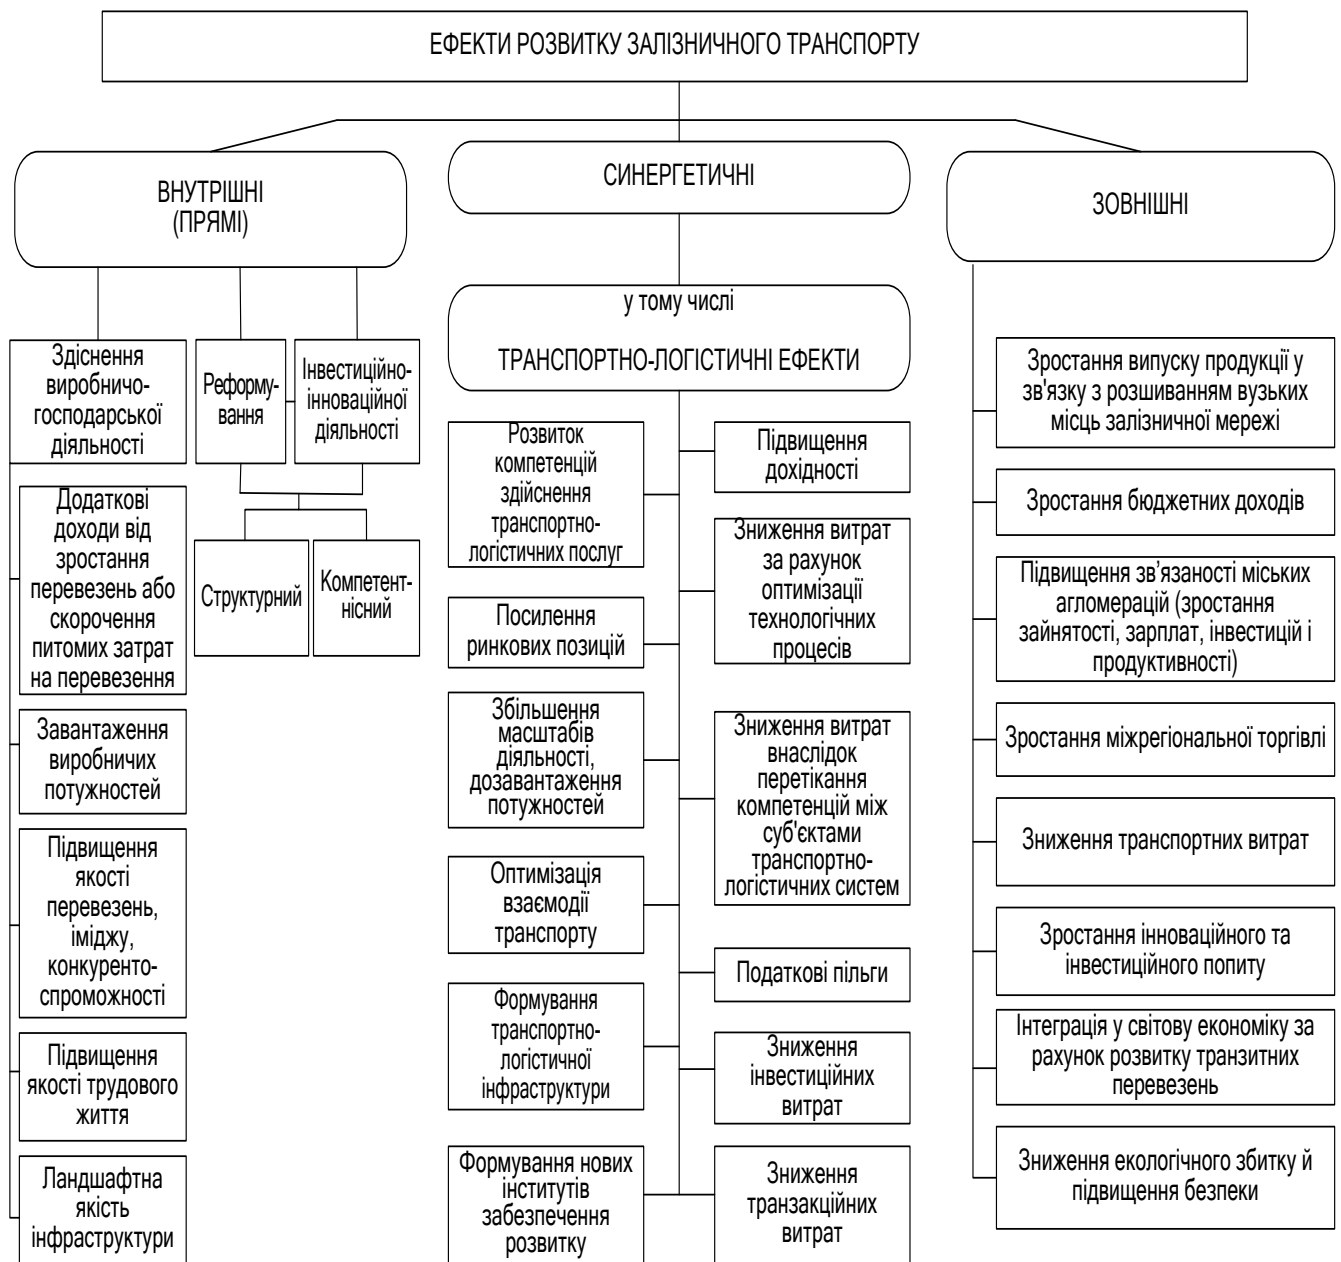 ЕФЕКТИ РОЗВИТКУ ЗАЛІЗНИЧНОГО ТРАНСПОРТУ
ВНУТРІШНІ
(ПРЯМІ)
Здіснення
виробничо-
господарської
діяльності
Реформу-
вання
Інвестиційно-
інноваційної
діяльності
Структурний
Компетент-
нісний
Додаткові
доходи від
зростання
перевезень або
скорочення
питомих затрат
на перевезення
Завантаження
виробничих
потужностей
Підвищення
якості
перевезень,
іміджу,
конкуренто-
спроможності
Підвищення
якості трудового
життя
Ландшафтна
якість
інфраструктури
СИНЕРГЕТИЧНІ
у тому числі
ТРАНСПОРТНО-ЛОГІСТИЧНІ ЕФЕКТИ
Розвиток
компетенцій
здійснення
транспортно-
логістичних послуг
Посилення
ринкових позицій
Збільшення
масштабів
діяльності,
дозавантаження
потужностей
Оптимізація
взаємодії
транспорту
Формування
транспортно-
логістичної
інфраструктури
Формування нових
інститутів
забезпечення
розвитку
Підвищення
дохідності
Зниження витрат
за рахунок
оптимізації
технологічних
процесів
Зниження витрат
внаслідок
перетікання
компетенцій між
суб'єктами
транспортно-
логістичних систем
Податкові пільги
Зниження
інвестиційних
витрат
Зниження
транзакційних
витрат
ЗОВНІШНІ
Зростання випуску продукції у
зв'язку з розшиванням вузьких
місць залізничної мережі
Зростання бюджетних доходів
Підвищення зв’язаності міських
агломерацій (зростання
зайнятості, зарплат, інвестицій і
продуктивності)
Зростання міжрегіональної торгівлі
Зниження транспортних витрат
Зростання інноваційного та
інвестиційного попиту
Інтеграція у світову економіку за
рахунок розвитку транзитних
перевезень
Зниження екологічного збитку й
підвищення безпеки